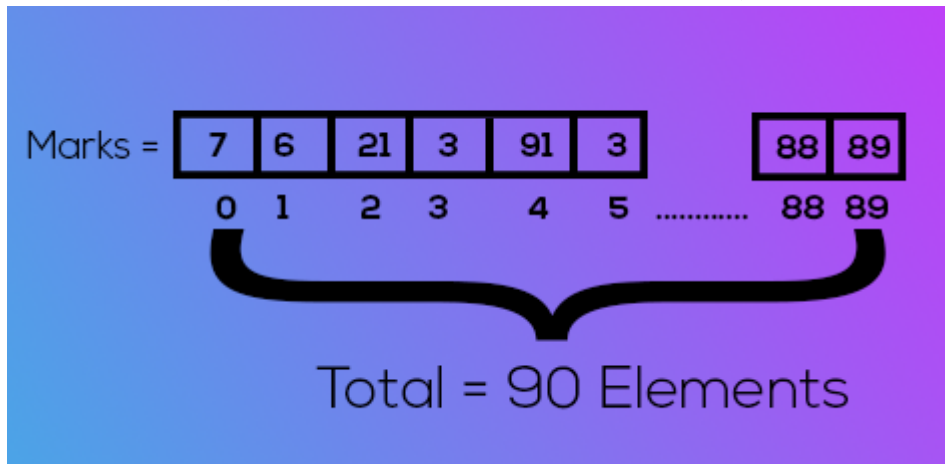 Marks = 7 6 21 3 91 3 88 89
0 1 2 3 4 5 ............ 88 89
Total = 90 Elements